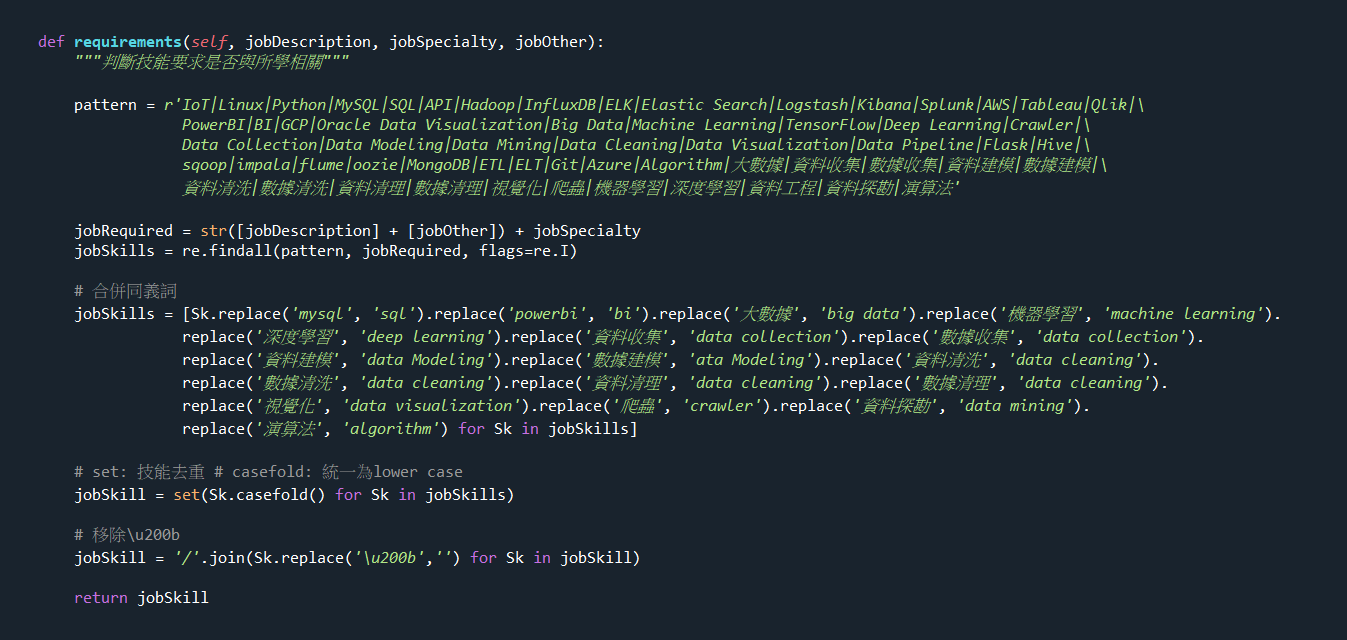 def requirements(self, jobDescription, jobSpecialty, jobOther):
"""判斷技能要求是否與所學相關"""
pattern = r'IoT|Linux|Python|MySQL|SQL|API|Hadoop|InfluxDB|ELK|Elastic Search|Logstash|Kibana|Splunk|AWS|Tableau|Qlik|\
PowerBI|BI|GCP|Oracle Data Visualization|Big Data|Machine Learning|TensorFlow|Deep Learning|Crawler|\
Data Collection|Data Modeling|Data Mining|Data Cleaning|Data Visualization|Data Pipeline|Flask|Hive|\
sqoop|impala|flume|oozie|MongoDB|ETL|ELT|Git|Azure|Algorithm|大數據|資料收集|數據收集|資料建模|數據建模|\
資料清洗|數據清洗|資料清理|數據清理|視覺化|爬蟲|機器學習|深度學習|資料工程|資料探勘|演算法'
jobRequired = str([jobDescription] + [jobOther]) + jobSpecialty
jobSkills = re.findall(pattern, jobRequired, flags=re.I)
# 合併同義詞
jobSkills = [Sk.replace('mysql', 'sql').replace('powerbi', 'bi').replace('大數據', 'big data').replace('機器學習', 'machine learning').
replace('深度學習', 'deep learning').replace('資料收集', 'data collection').replace('數據收集', 'data collection').
replace('資料建模', 'data Modeling').replace('數據建模', 'ata Modeling').replace('資料清洗', 'data cleaning').
replace('數據清洗', 'data cleaning').replace('資料清理', 'data cleaning').replace('數據清理', 'data cleaning').
replace('視覺化', 'data visualization').replace('爬蟲', 'crawler').replace('資料探勘', 'data mining').
replace('演算法', 'algorithm') for Sk in jobSkills]
# set: 技能去重 # casefold: 統一為lower case
jobSkill = set(Sk.casefold() for Sk in jobSkills)
# 移除\u200b
jobSkill = '/'.join(Sk.replace('\u200b','') for Sk in jobSkill)
return jobSkill